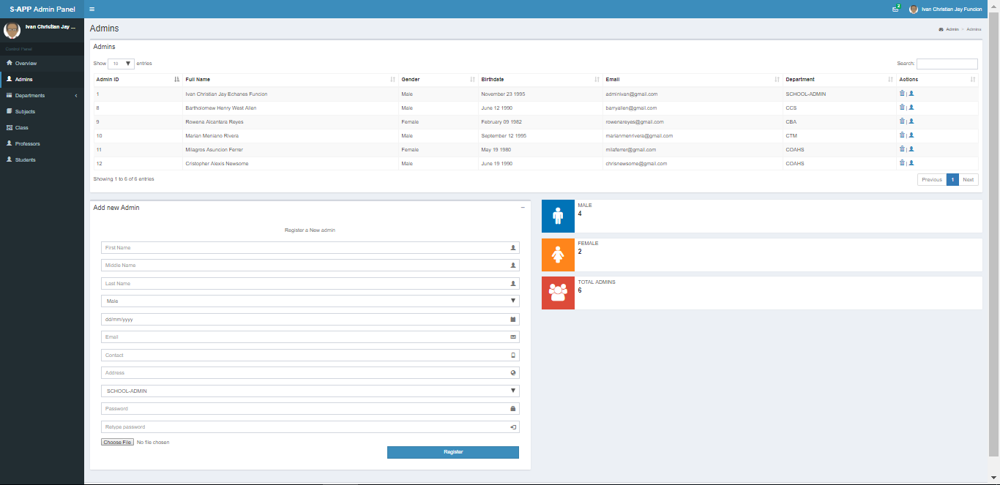 S-APP Admin Panel
2
Ivan Christian Jay Funcion
Ivan Christian Jay ...
Control Panel
Overview
Admins
Departments
Subjects
Class
Professors
Students
Admins
Admin > Admins
Admins
Show 10 entries
Search:
Admin ID Full Name Gender Birthdate Email Department Actions
1 Ivan Christian Jay Echanes Funcion Male November 23 1995 adminivan@gmail.com SCHOOL-ADMIN |
8 Bartholomew Henry West Allen Male June 12 1990 barryallen@gmail.com CCS |
9 Rowena Alcantara Reyes Female February 09 1982 rowenareyes@gmail.com CBA |
10 Marian Meniano Rivera Male September 12 1995 marianmenrivera@gmail.com CTM |
11 Milagros Asuncion Ferrer Female May 19 1980 milaferrer@gmail.com COAHS |
12 Cristopher Alexis Newsome Male June 19 1990 chrisnewsome@gmail.com COAHS |
Showing 1 to 6 of 6 entries
Previous 1 Next
Add new Admin
Register a New admin
First Name
Middle Name
Last Name
Male
dd/mm/yyyy
Email
Contact
Address
SCHOOL-ADMIN
Password
Retype password
Choose File No file chosen
Register
MALE
4
FEMALE
2
TOTAL ADMINS
6